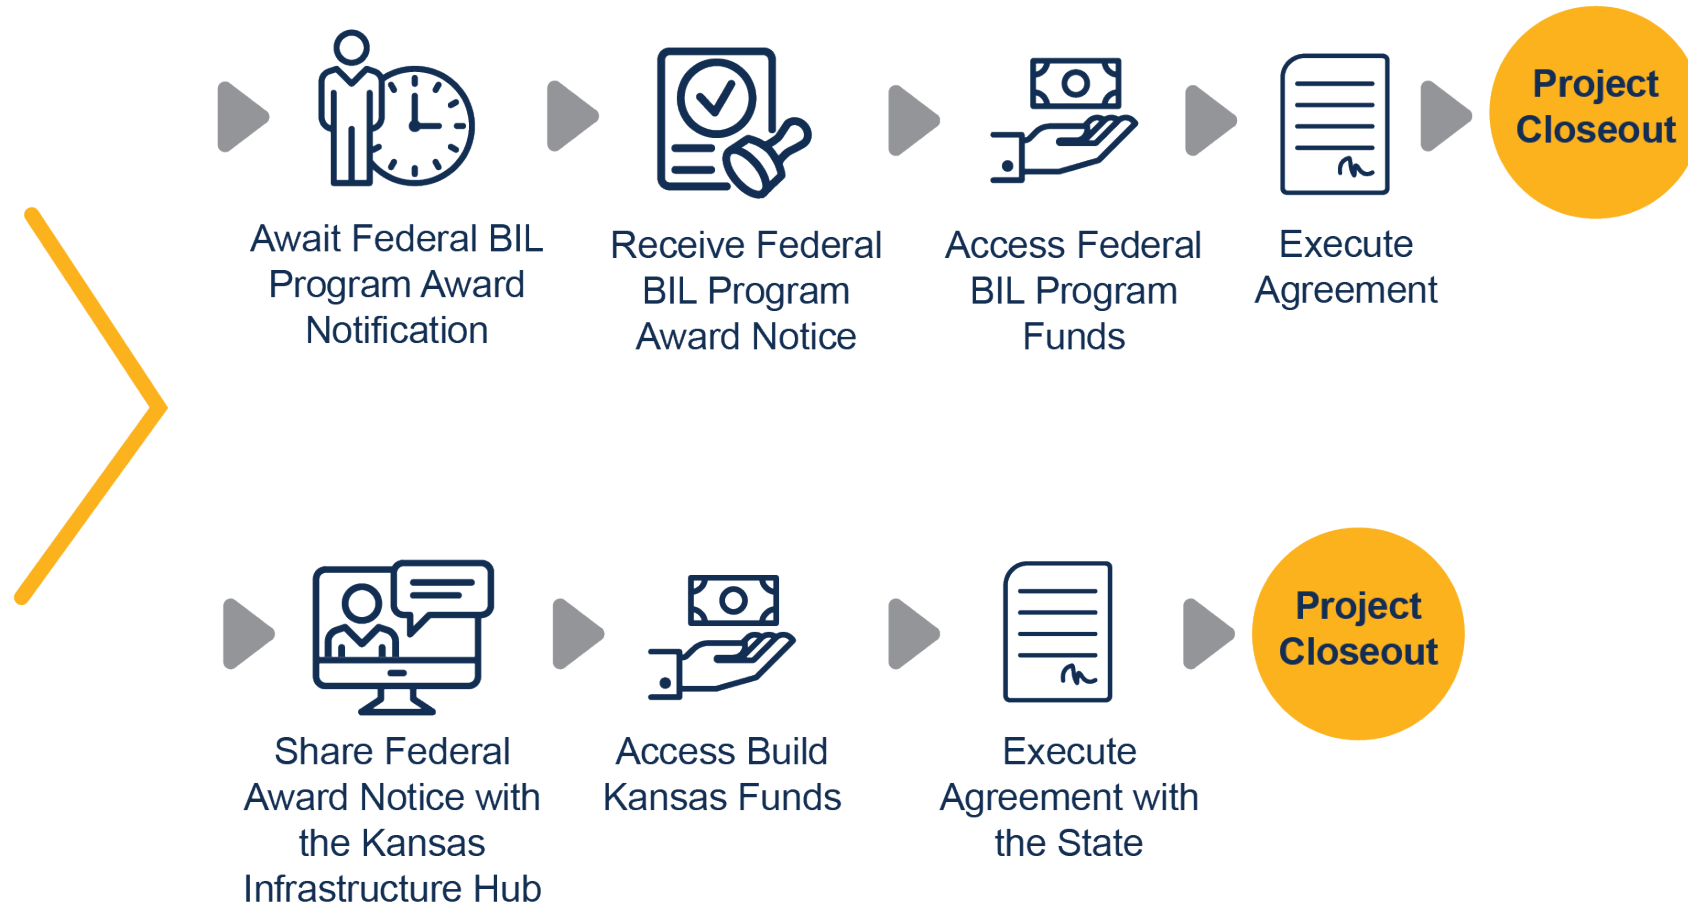 Await Federal BIL
Program Award
Notification
Receive Federal
BIL Program
Award Notice
Access Federal
BIL Program
Funds
Execute
Agreement
Project
Closeout
Share Federal
Award Notice with
the Kansas
Infrastructure Hub
Access Build
Kansas Funds
Execute
Agreement with
the State
Project
Closeout